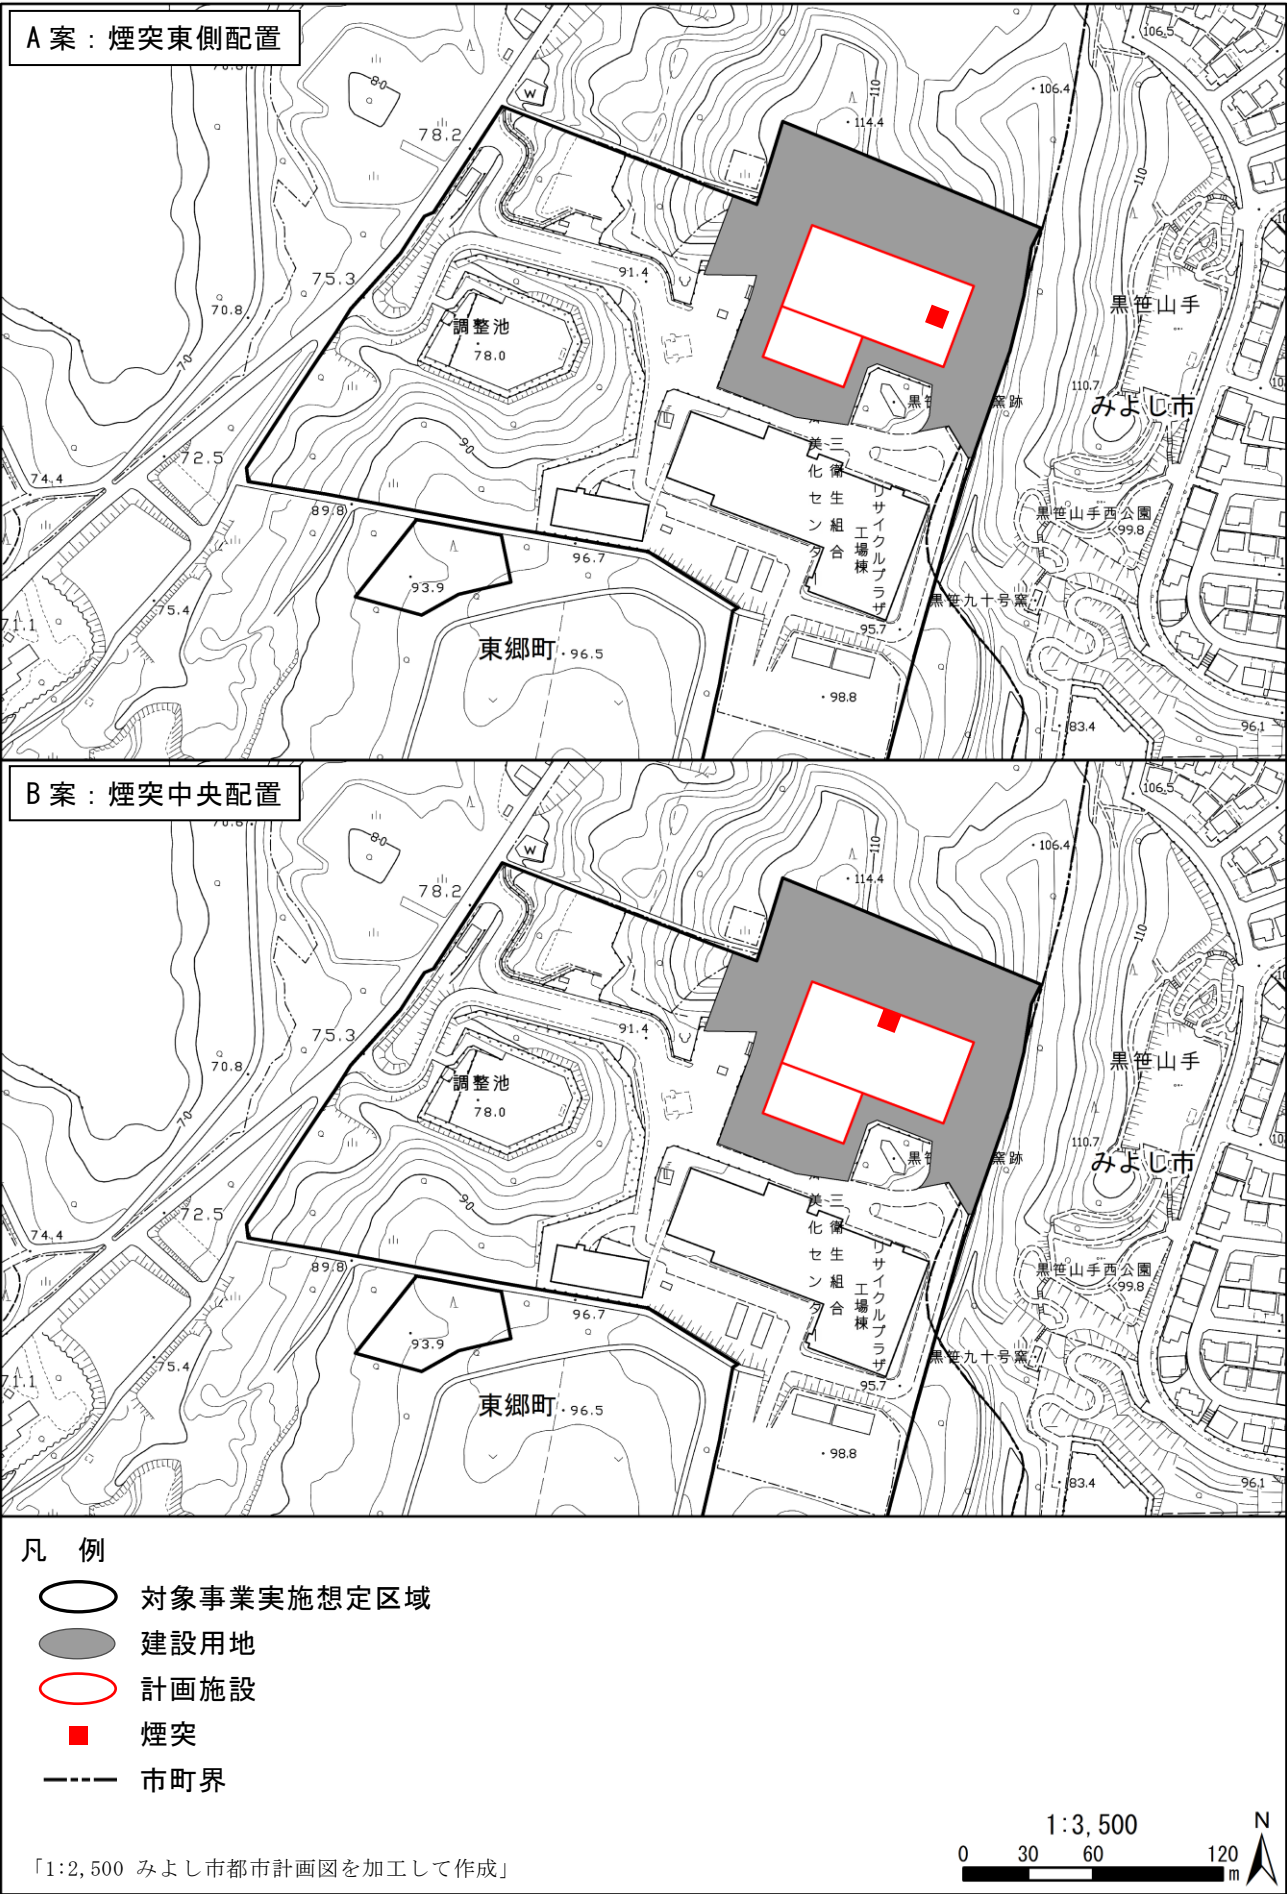 A案：煙突東側配置
106.5
80
W
78.2
110
114.4
106.4
110
91.4
75.3
70.8
70
調整池
78.0
黒笹山手
110.7
みよし市
窯跡
90
74.4
72.5
三
衛
生
組
合
美
化
セ
ン
リサイクルプラザ
工場棟
黒笹山手西公園
99.8
89.8
96.7
93.9
黒笹九十号窯
75.4
71.1
95.7
東郷町
96.5
98.8
83.4
96.1
B案：煙突中央配置
106.5
80
W
78.2
110
114.4
106.4
110
91.4
75.3
70.8
70
調整池
78.0
黒笹山手
110.7
みよし市
窯跡
90
74.4
72.5
三
衛
生
組
合
美
化
セ
ン
リサイクルプラザ
工場棟
黒笹山手西公園
99.8
89.8
96.7
93.9
黒笹九十号窯
75.4
71.1
95.7
東郷町
96.5
98.8
83.4
96.1
凡　例
対象事業実施想定区域
建設用地
計画施設
煙突
市町界
「1:2,500 みよし市都市計画図を加工して作成」
1:3,500
0 30 60 120
m
N